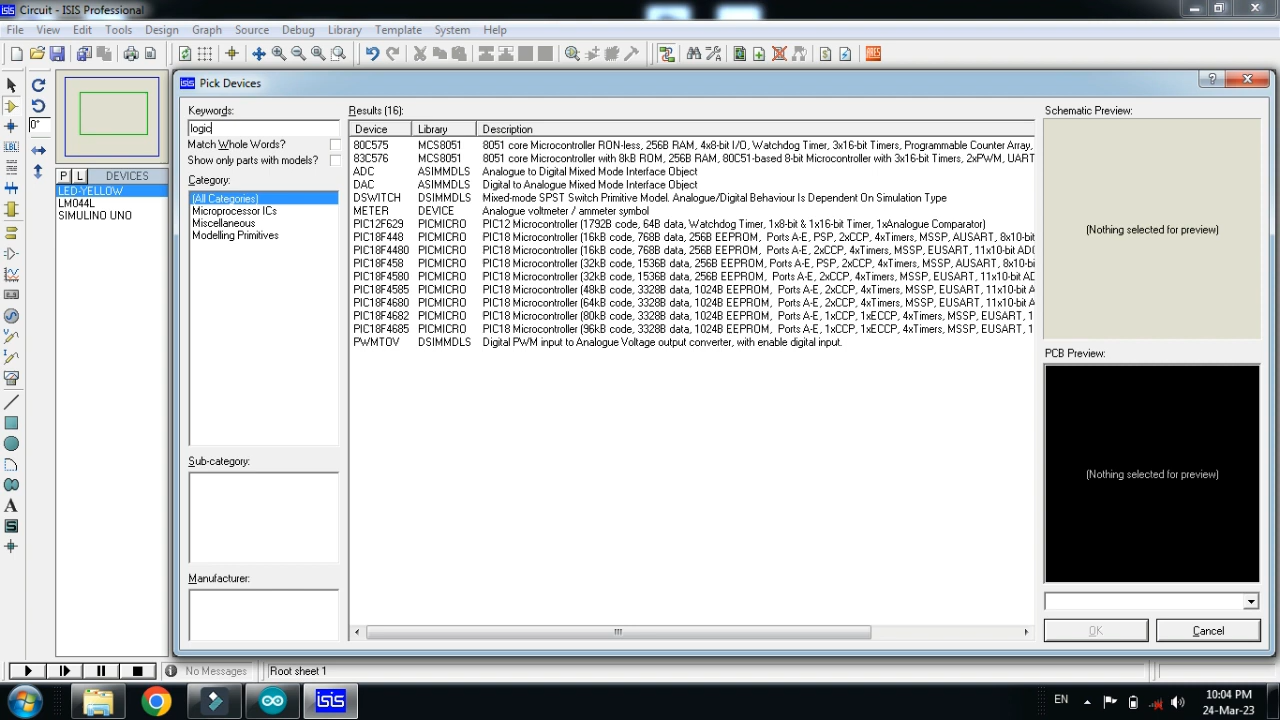 Circuit - ISIS Professional
File View Edit Tools Design Graph Source Debug Library Template System Help
Pick Devices
Keywords:
logic
Match Whole Words?
Show only parts with models?
Category:
(All Categories)
Microprocessor ICs
Miscellaneous
Modelling Primitives
Sub-category:
Manufacturer:
Results (16):
Device Library Description
80C575 MCS8051 8051 core Microcontroller RON-less, 256B RAM, 4x8-bit I/O, Watchdog Timer, 3x16-bit Timers, Programmable Counter Array,
83C576 MCS8051 8051 core Microcontroller with 8kB ROM, 256B RAM, 80C51-based 8-bit Microcontroller with 3x16-bit Timers, 2xPWM, UART
ADC ASIMMDLS Analogue to Digital Mixed Mode Interface Object
DAC ASIMMDLS Digital to Analogue Mixed Mode Interface Object
DSWITCH DSIMMDLS Mixed-mode SPST Switch Primitive Model. Analogue/Digital Behaviour Is Dependent On Simulation Type
METER DEVICE Analogue voltmeter / ammeter symbol
PIC12F629 PICMICRO PIC12 Microcontroller (1792B code, 64B data, Watchdog Timer, 1x8-bit & 1x16-bit Timer, 1xAnalogue Comparator)
PIC18F448 PICMICRO PIC18 Microcontroller (16kB code, 768B data, 256B EEPROM, Ports A-E, PSP, 2xCCP, 4xTimers, MSSP, AUSART, 8x10-bi
PIC18F4480 PICMICRO PIC18 Microcontroller (16kB code, 768B data, 256B EEPROM, Ports A-E, 2xCCP, 4xTimers, MSSP, EUSART, 11x10-bit ADC
PIC18F458 PICMICRO PIC18 Microcontroller (32kB code, 1536B data, 256B EEPROM, Ports A-E, PSP, 2xCCP, 4xTimers, MSSP, AUSART, 8x10-b
PIC18F4580 PICMICRO PIC18 Microcontroller (32kB code, 1536B data, 256B EEPROM, Ports A-E, 2xCCP, 4xTimers, MSSP, EUSART, 11x10-bit AD
PIC18F4585 PICMICRO PIC18 Microcontroller (48kB code, 3328B data, 1024B EEPROM, Ports A-E, 2xCCP, 4xTimers, MSSP, EUSART, 11x10-bit A
PIC18F4680 PICMICRO PIC18 Microcontroller (64kB code, 3328B data, 1024B EEPROM, Ports A-E, 2xCCP, 4xTimers, MSSP, EUSART, 11x10-bit A
PIC18F4682 PICMICRO PIC18 Microcontroller (80kB code, 3328B data, 1024B EEPROM, Ports A-E, 1xCCP, 1xECCP, 4xTimers, MSSP, EUSART, 1
PIC18F4685 PICMICRO PIC18 Microcontroller (96kB code, 3328B data, 1024B EEPROM, Ports A-E, 1xCCP, 1xECCP, 4xTimers, MSSP, EUSART, 1
PWMTOV DSIMMDLS Digital PWM input to Analogue Voltage output converter, with enable digital input.
Schematic Preview:
(Nothing selected for preview)
PCB Preview:
(Nothing selected for preview)
OK Cancel
0°
LBL
P L DEVICES
LED-YELLOW
LM044L
SIMULINO UNO
A
S
ARES
No Messages Root sheet 1
isis
EN
10:04 PM
24-Mar-23